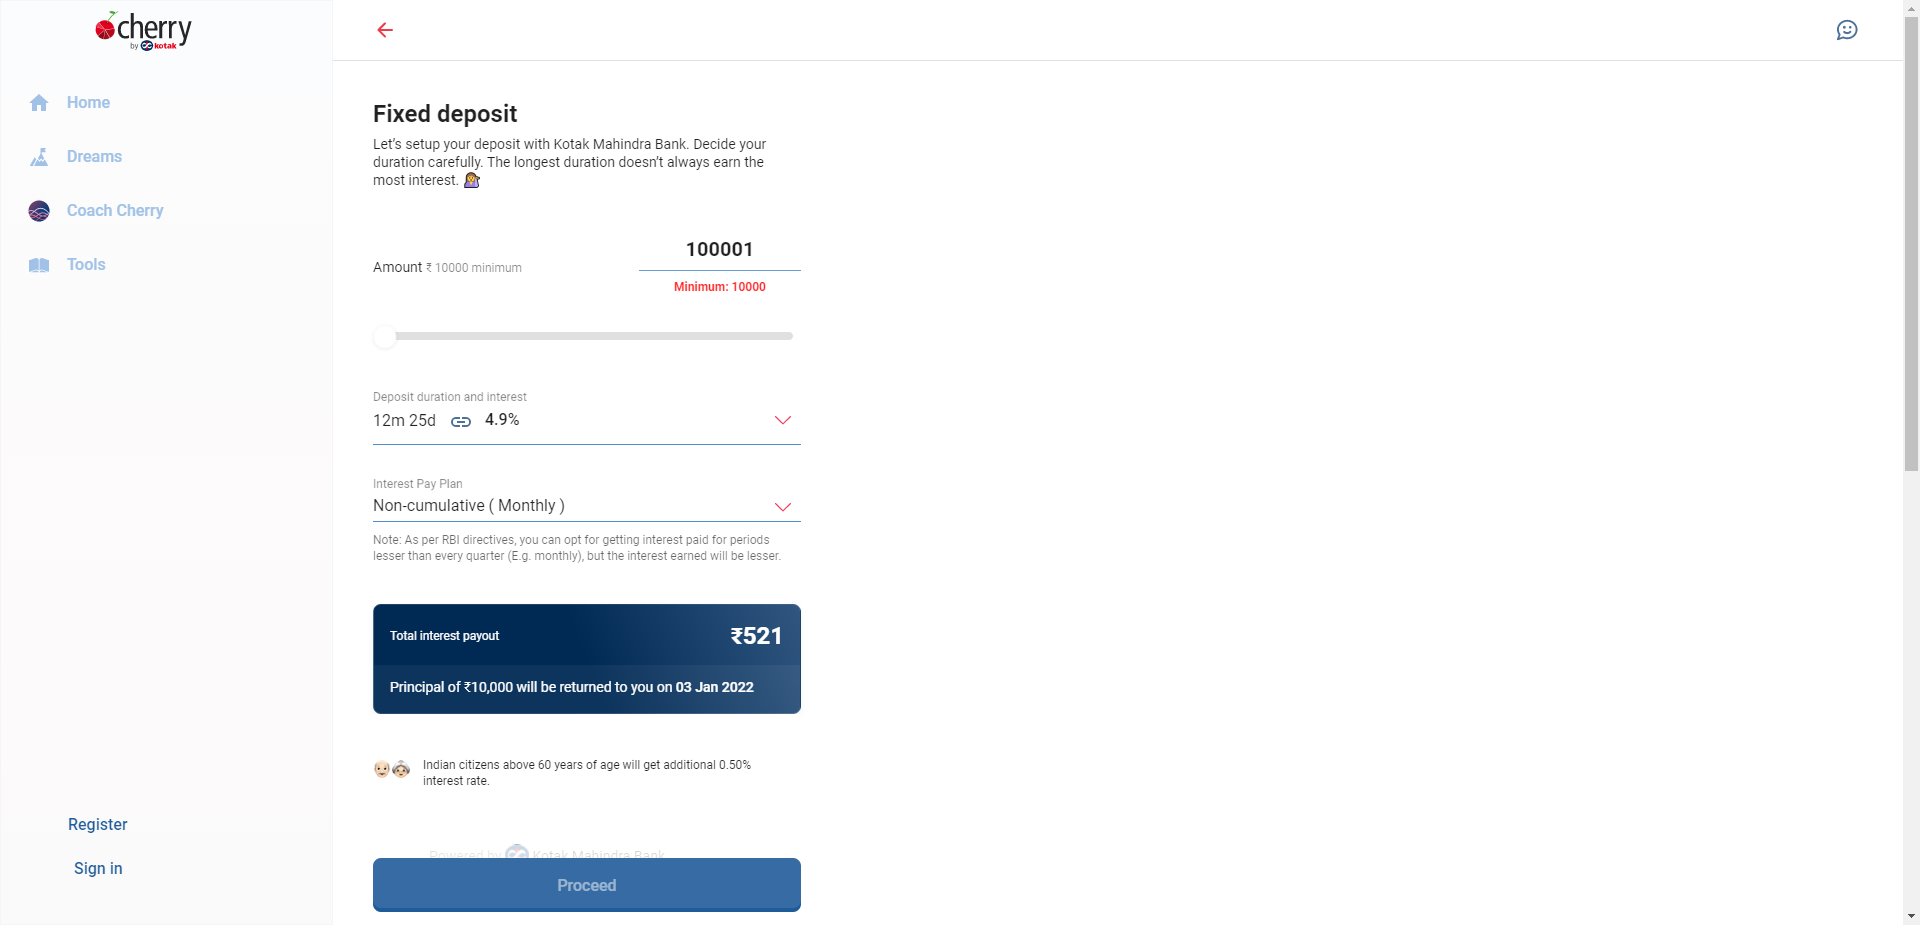 cherry
by kotak
Home
Dreams
Coach Cherry
Tools
Register
Sign in
Fixed deposit
Let's setup your deposit with Kotak Mahindra Bank. Decide your
duration carefully. The longest duration doesn't always earn the
most interest. 🤷‍♀️
Amount ₹ 10000 minimum
100001
Minimum: 10000
Deposit duration and interest
12m 25d 4.9%
Interest Pay Plan
Non-cumulative ( Monthly )
Note: As per RBI directives, you can opt for getting interest paid for periods
lesser than every quarter (E.g. monthly), but the interest earned will be lesser.
Total interest payout ₹521
Principal of ₹10,000 will be returned to you on 03 Jan 2022
Indian citizens above 60 years of age will get additional 0.50%
interest rate.
Powered by Kotak Mahindra Bank
Proceed